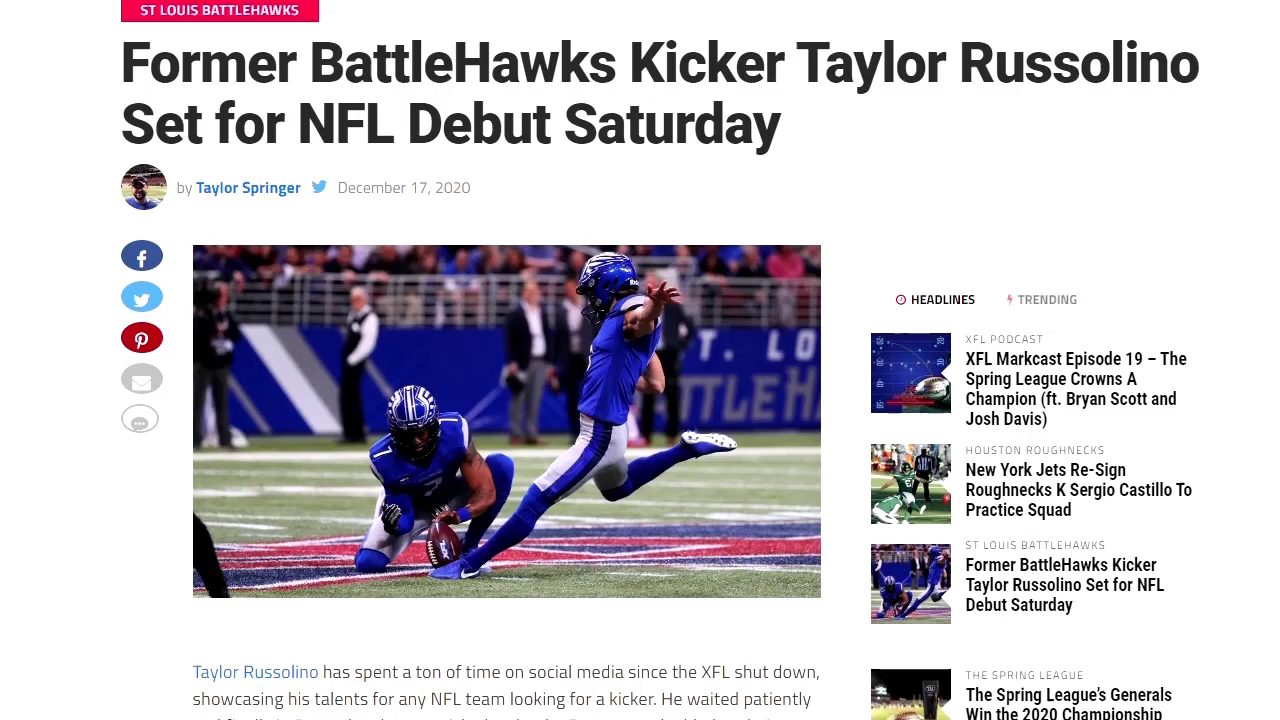 ST LOUIS BATTLEHAWKS
Former BattleHawks Kicker Taylor Russolino
Set for NFL Debut Saturday
by Taylor Springer December 17, 2020
T. LO
TTLEH
HEADLINES TRENDING
XFL PODCAST
XFL Markcast Episode 19 – The
Spring League Crowns A
Champion (ft. Bryan Scott and
Josh Davis)
HOUSTON ROUGHNECKS
New York Jets Re-Sign
Roughnecks K Sergio Castillo To
Practice Squad
ST LOUIS BATTLEHAWKS
Former BattleHawks Kicker
Taylor Russolino Set for NFL
Debut Saturday
THE SPRING LEAGUE
The Spring League's Generals
Win the 2020 Championship
Taylor Russolino has spent a ton of time on social media since the XFL shut down,
showcasing his talents for any NFL team looking for a kicker. He waited patiently